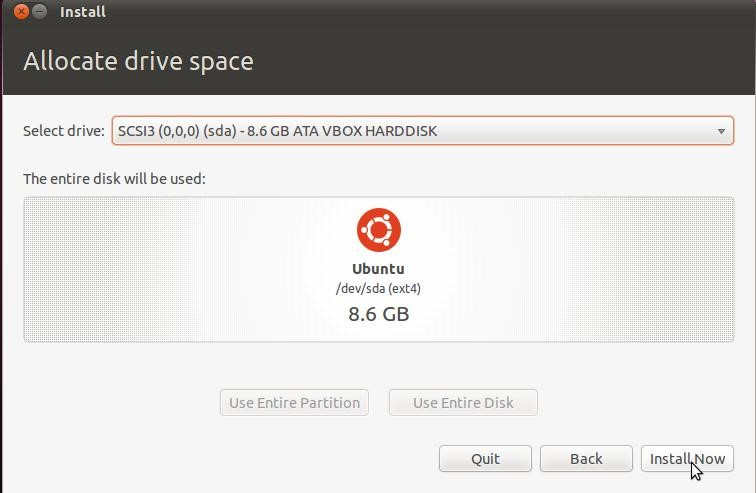 Install
Allocate drive space
Select drive: SCSI3 (0,0,0) (sda) - 8.6 GB ATA VBOX HARDDISK
The entire disk will be used:
Ubuntu
/dev/sda (ext4)
8.6 GB
Use Entire Partition Use Entire Disk
Quit Back Install Now